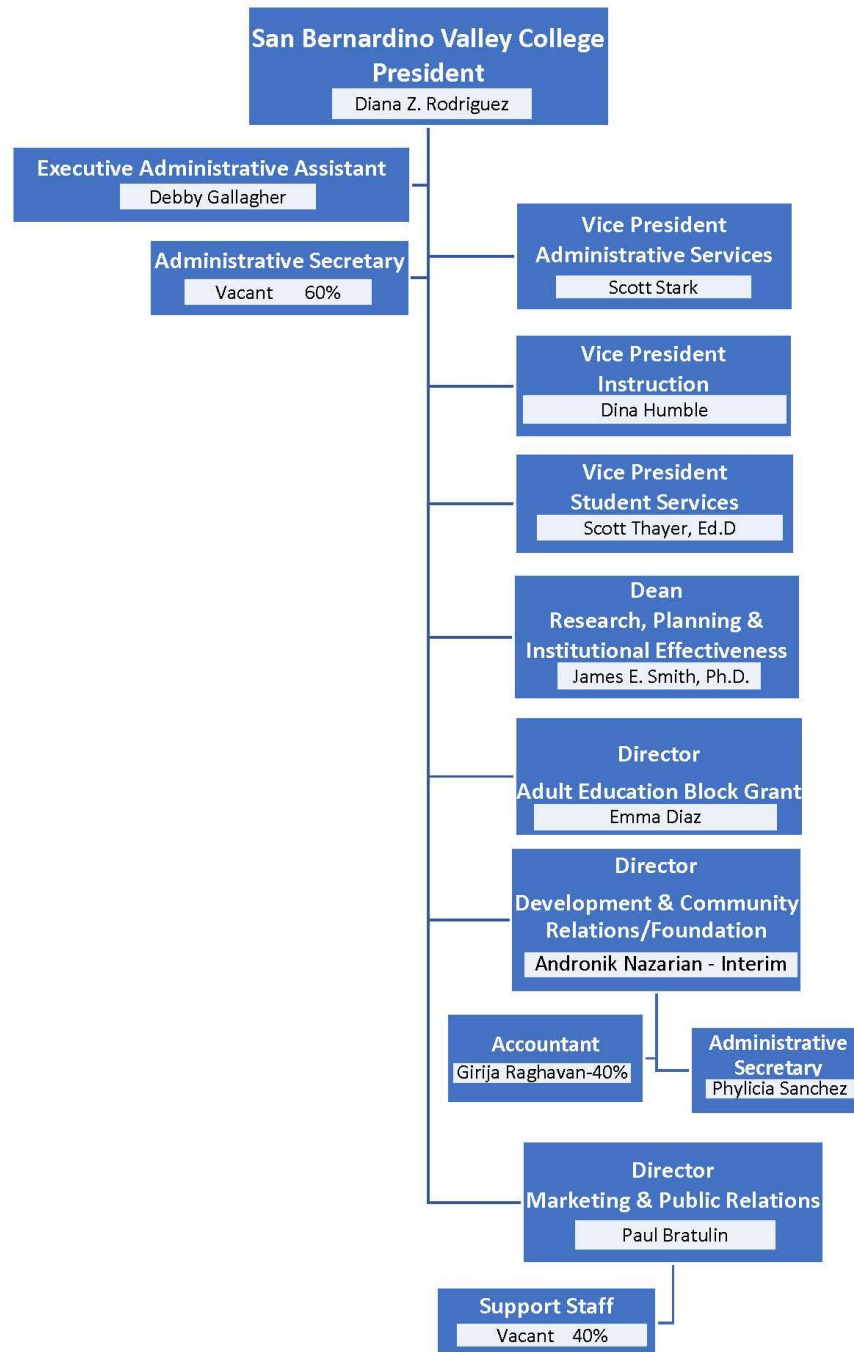 San Bernardino Valley College
President
Diana Z. Rodriguez
Executive Administrative Assistant
Debby Gallagher
Administrative Secretary
Vacant 60%
Vice President
Administrative Services
Scott Stark
Vice President
Instruction
Dina Humble
Vice President
Student Services
Scott Thayer, Ed.D
Dean
Research, Planning &
Institutional Effectiveness
James E. Smith, Ph.D.
Director
Adult Education Block Grant
Emma Diaz
Director
Development & Community
Relations/Foundation
Andronik Nazarian - Interim
Accountant
Girija Raghavan-40%
Administrative
Secretary
Phylicia Sanchez
Director
Marketing & Public Relations
Paul Bratulin
Support Staff
Vacant 40%